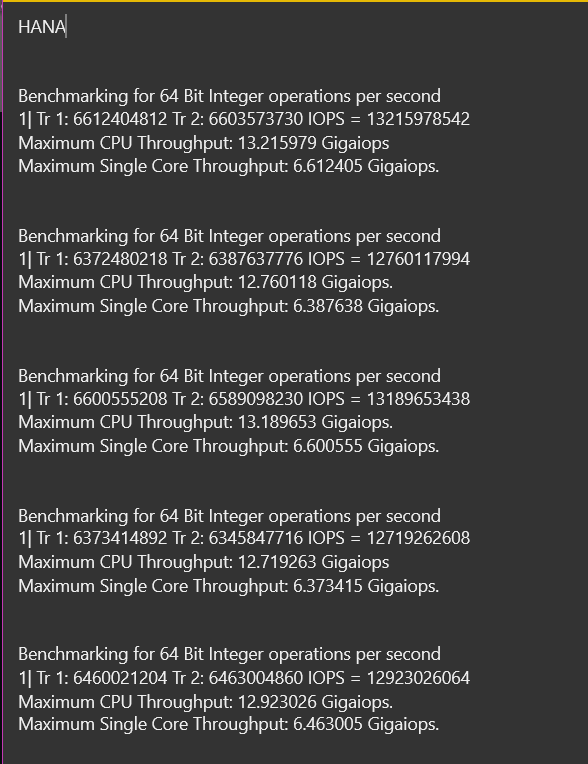 HANA
Benchmarking for 64 Bit Integer operations per second
1| Tr 1: 6612404812 Tr 2: 6603573730 IOPS = 13215978542
Maximum CPU Throughput: 13.215979 Gigaiops
Maximum Single Core Throughput: 6.612405 Gigaiops.
Benchmarking for 64 Bit Integer operations per second
1| Tr 1: 6372480218 Tr 2: 6387637776 IOPS = 12760117994
Maximum CPU Throughput: 12.760118 Gigaiops.
Maximum Single Core Throughput: 6.387638 Gigaiops.
Benchmarking for 64 Bit Integer operations per second
1| Tr 1: 6600555208 Tr 2: 6589098230 IOPS = 13189653438
Maximum CPU Throughput: 13.189653 Gigaiops.
Maximum Single Core Throughput: 6.600555 Gigaiops.
Benchmarking for 64 Bit Integer operations per second
1| Tr 1: 6373414892 Tr 2: 6345847716 IOPS = 12719262608
Maximum CPU Throughput: 12.719263 Gigaiops
Maximum Single Core Throughput: 6.373415 Gigaiops.
Benchmarking for 64 Bit Integer operations per second
1| Tr 1: 6460021204 Tr 2: 6463004860 IOPS = 12923026064
Maximum CPU Throughput: 12.923026 Gigaiops.
Maximum Single Core Throughput: 6.463005 Gigaiops.